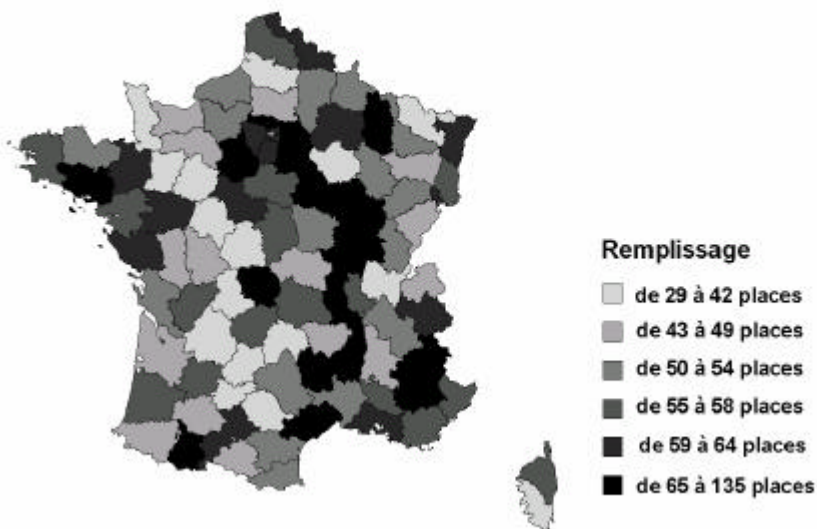 Remplissage
de 29 à 42 places
de 43 à 49 places
de 50 à 54 places
de 55 à 58 places
de 59 à 64 places
de 65 à 135 places